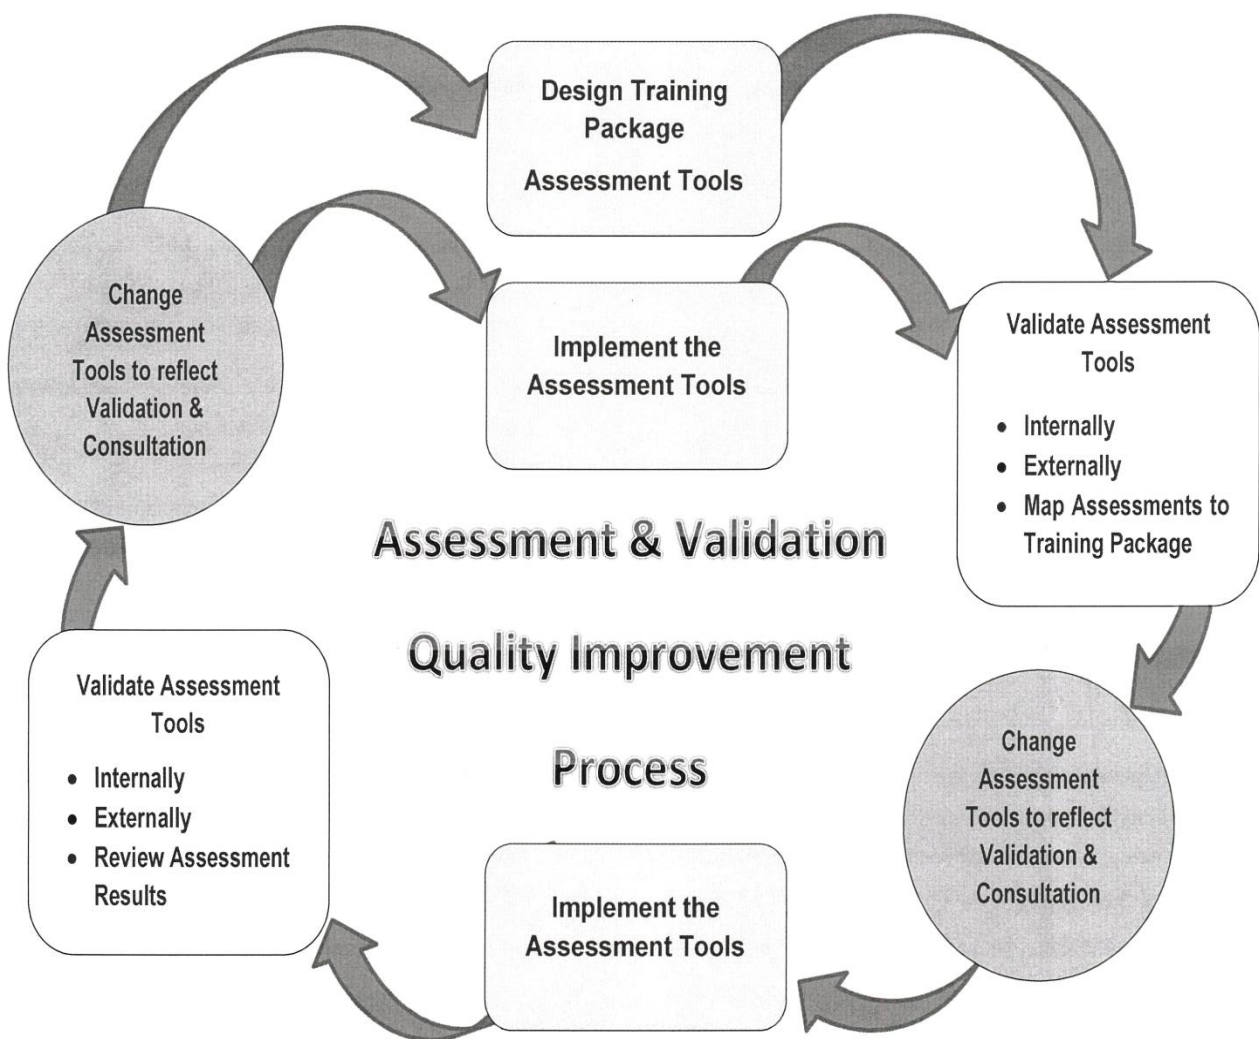 Design Training
Package
Assessment Tools
Implement the
Assessment Tools
Validate Assessment
Tools
• Internally
• Externally
• Map Assessments to
Training Package
Change
Assessment
Tools to reflect
Validation &
Consultation
Implement the
Assessment Tools
Validate Assessment
Tools
• Internally
• Externally
• Review Assessment
Results
Change
Assessment
Tools to reflect
Validation &
Consultation
Assessment & Validation
Quality Improvement
Process